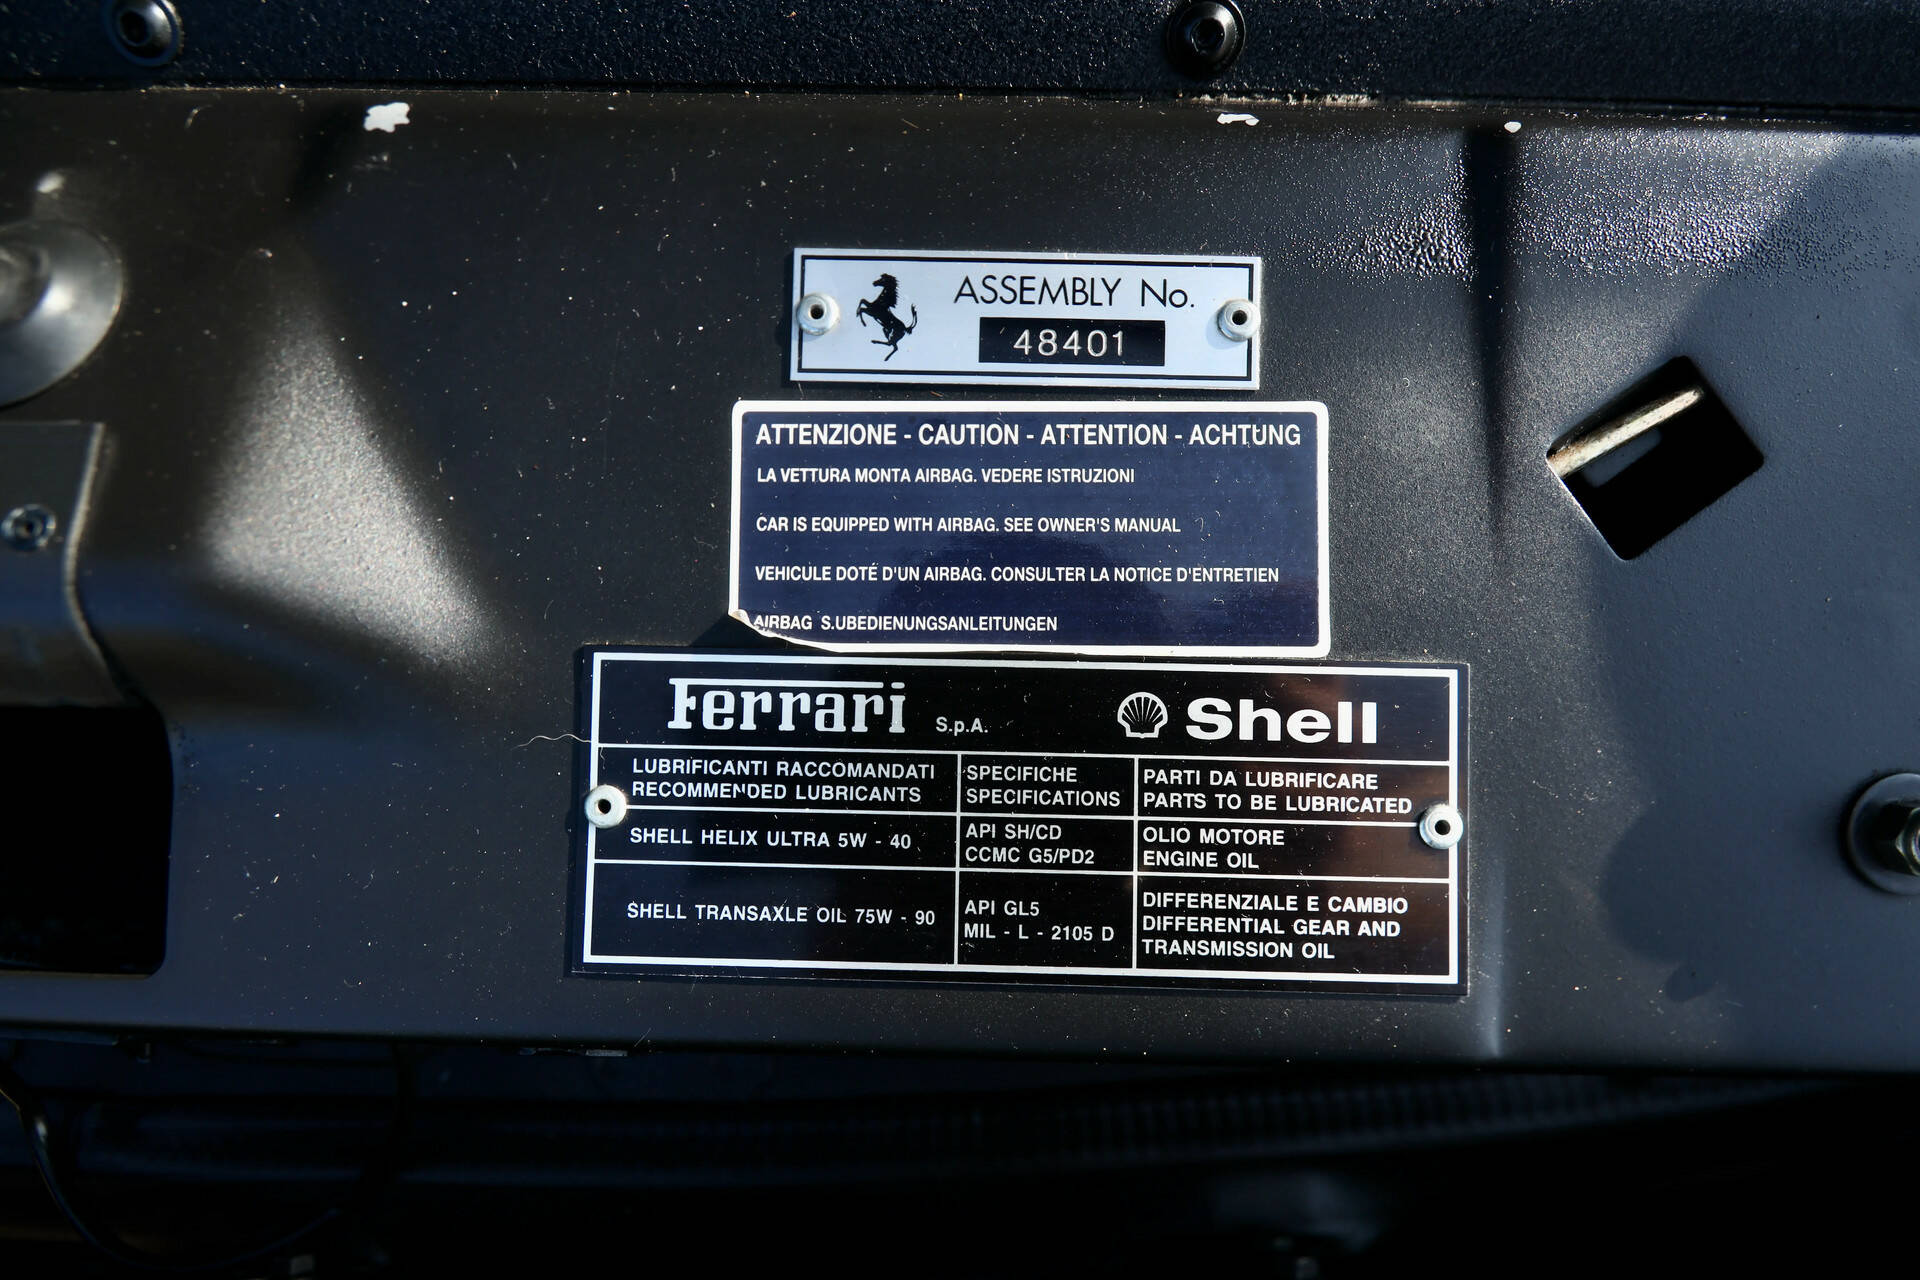 ASSEMBLY No.
48401
ATTENZIONE - CAUTION - ATTENTION - ACHTUNG
LA VETTURA MONTA AIRBAG. VEDERE ISTRUZIONI
CAR IS EQUIPPED WITH AIRBAG. SEE OWNER'S MANUAL
VEHICULE DOTÉ D'UN AIRBAG. CONSULTER LA NOTICE D'ENTRETIEN
AIRBAG S.UBEDIENUNGSANLEITUNGEN
Ferrari S.p.A. Shell
LUBRIFICANTI RACCOMANDATI
RECOMMENDED LUBRICANTS
SPECIFICHE
SPECIFICATIONS
PARTI DA LUBRIFICARE
PARTS TO BE LUBRICATED
SHELL HELIX ULTRA 5W - 40
API SH/CD
CCMC G5/PD2
OLIO MOTORE
ENGINE OIL
SHELL TRANSAXLE OIL 75W - 90
API GL5
MIL - L - 2105 D
DIFFERENZIALE E CAMBIO
DIFFERENTIAL GEAR AND
TRANSMISSION OIL